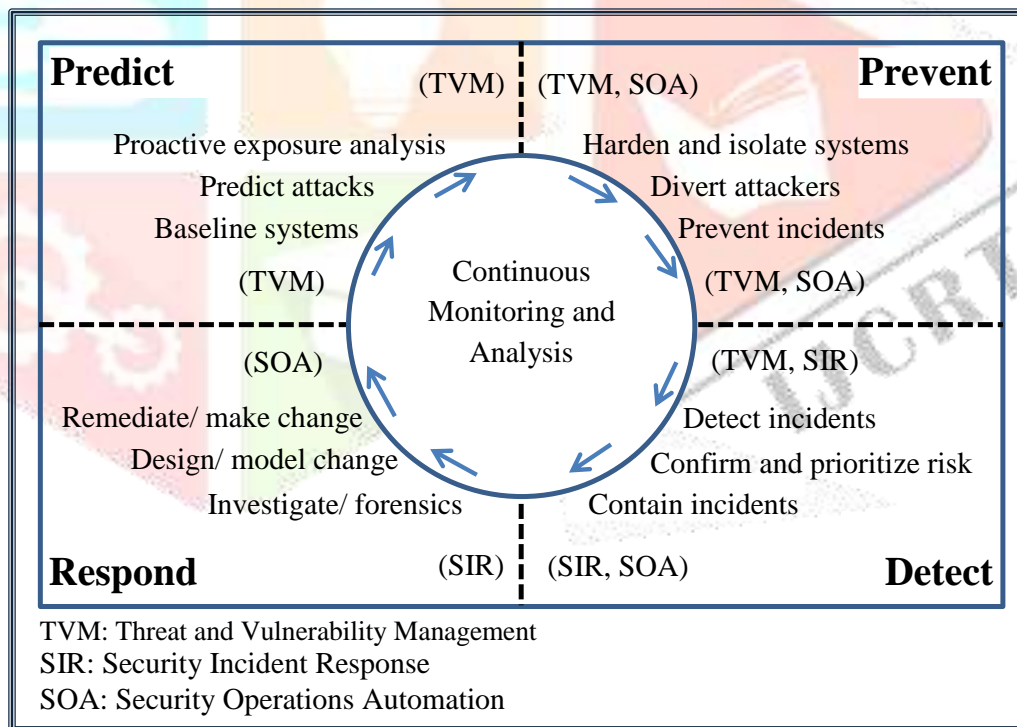 Predict
(TVM)
Proactive exposure analysis
Predict attacks
Baseline systems
(TVM)
(TVM, SOA)
Prevent
Harden and isolate systems
Divert attackers
Prevent incidents
(TVM, SOA)
Continuous
Monitoring and
Analysis
(SOA)
Remediate/ make change
Design/ model change
Investigate/ forensics
(SIR)
Respond
(TVM, SIR)
Detect incidents
Confirm and prioritize risk
Contain incidents
(SIR, SOA)
Detect
TVM: Threat and Vulnerability Management
SIR: Security Incident Response
SOA: Security Operations Automation
IJCRT